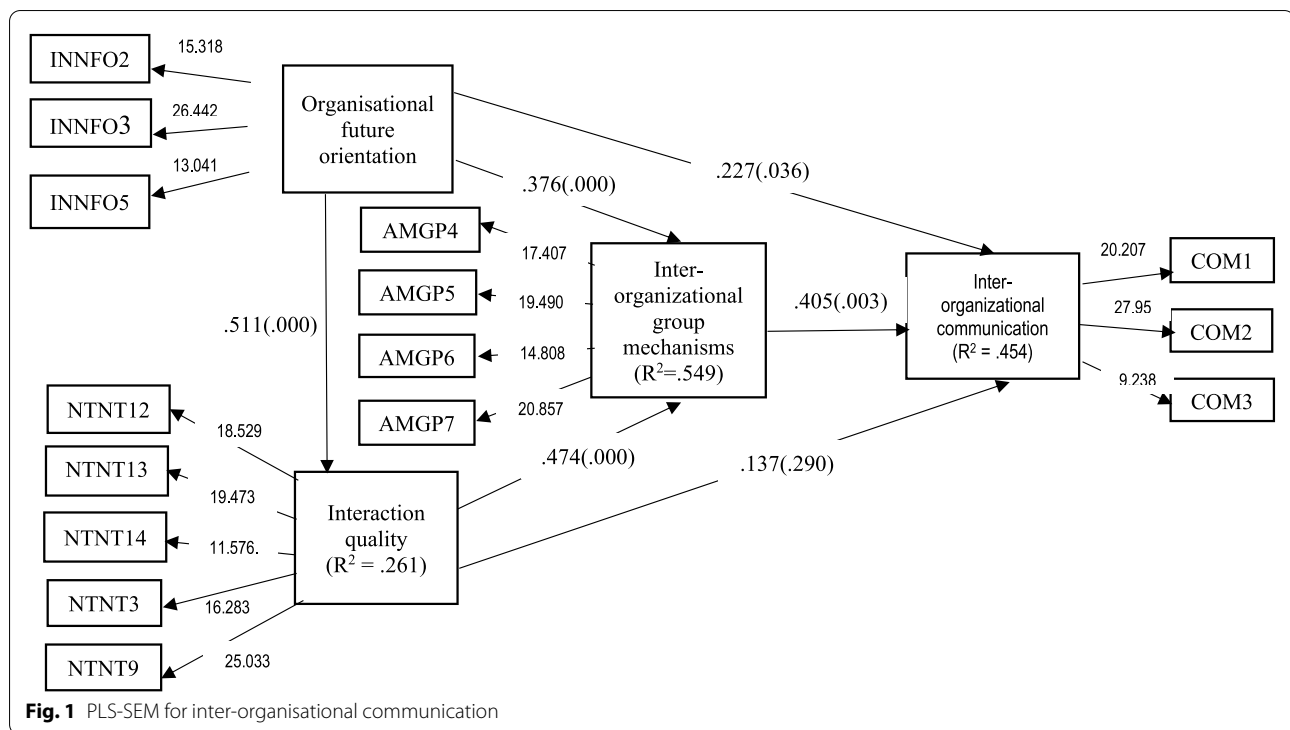 INNFO2
15.318
INNFO3
26.442
INNFO5
13.041
Organisational
future
orientation
.227(.036)
.376(.000)
.511(.000)
AMGP4
17.407
AMGP5
19.490
AMGP6
14.808
AMGP7
20.857
Inter-
organizational
group
mechanisms
(R²=.549)
.405(.003)
Inter-
organizational
communication
(R² = .454)
20.207
COM1
27.95
COM2
9.238
COM3
NTNT12
18.529
NTNT13
19.473
NTNT14
11.576.
NTNT3
16.283
NTNT9
25.033
Interaction
quality
(R² = .261)
.474(.000)
.137(.290)
Fig. 1 PLS-SEM for inter-organisational communication